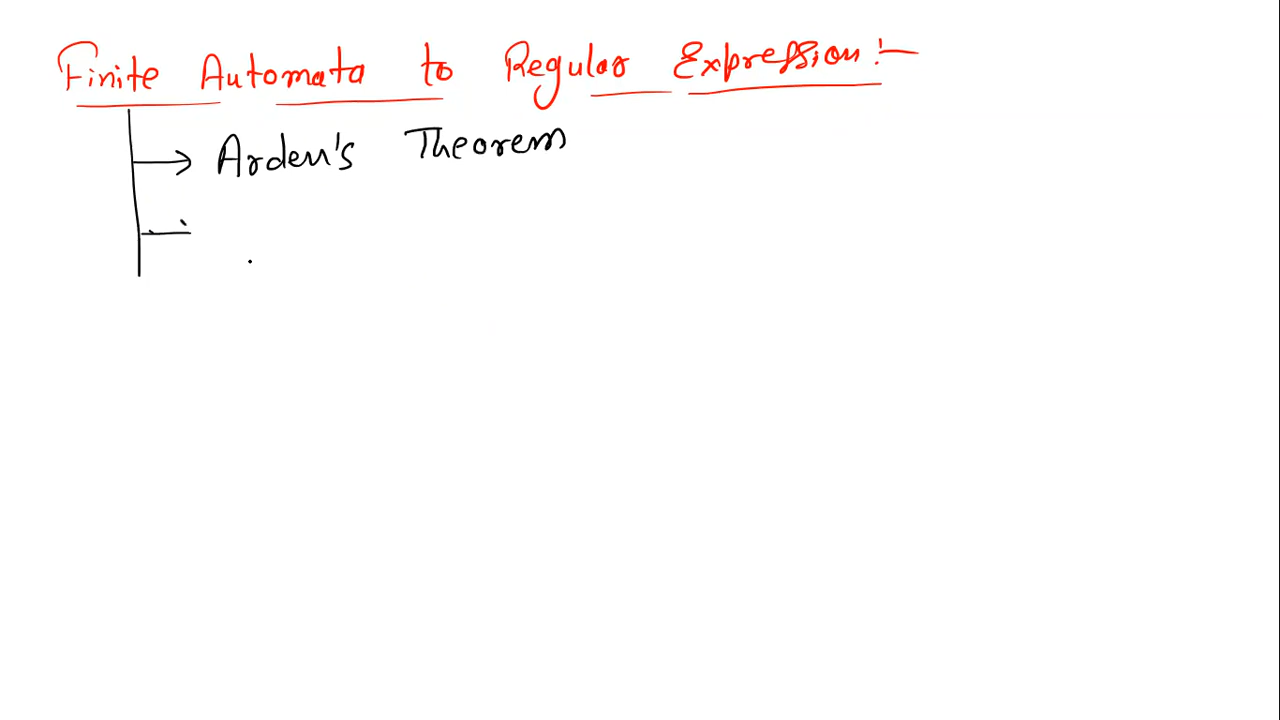 Finite Automata to Regular Expression:-
Arden's Theorem